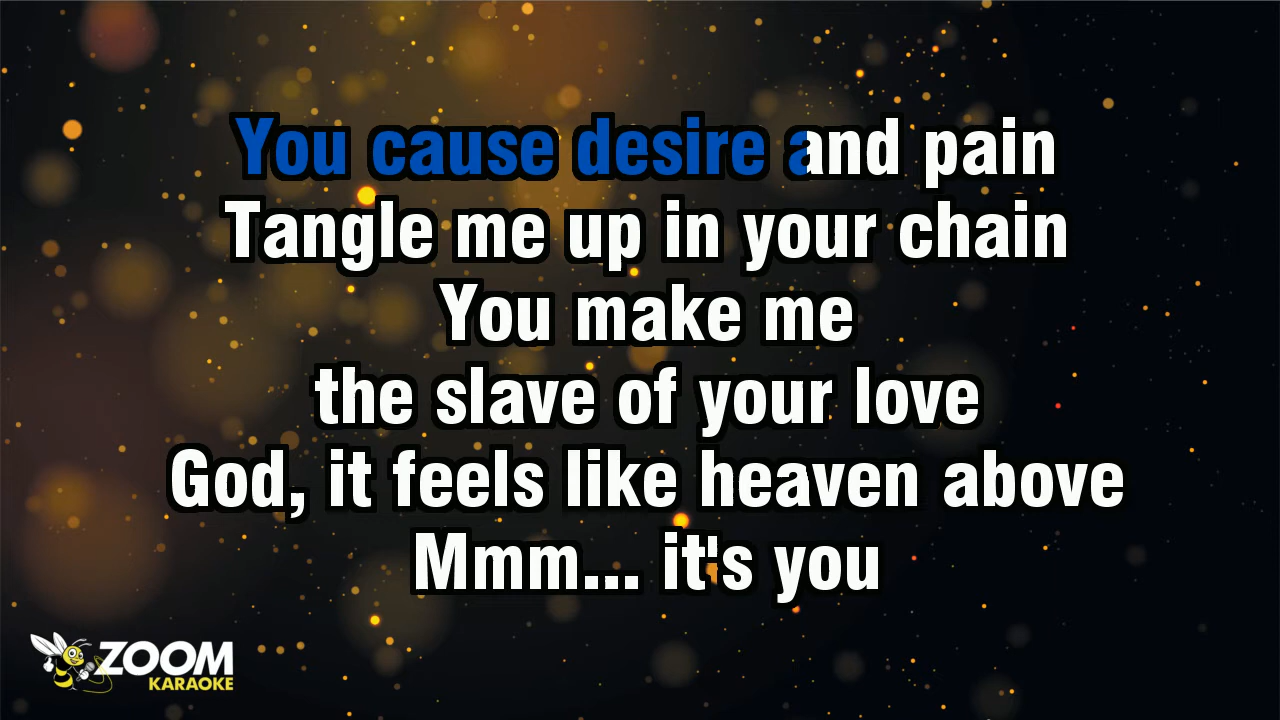 You cause desire and pain
Tangle me up in your chain
You make me
the slave of your love
God, it feels like heaven above
Mmm... it's you
ZOOM
KARAOKE